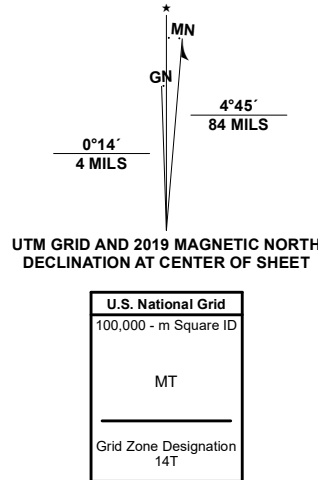 ★
MN
GN
4°45´
84 MILS
0°14´
4 MILS
UTM GRID AND 2019 MAGNETIC NORTH
DECLINATION AT CENTER OF SHEET
U.S. National Grid
100,000 - m Square ID
MT
Grid Zone Designation
14T